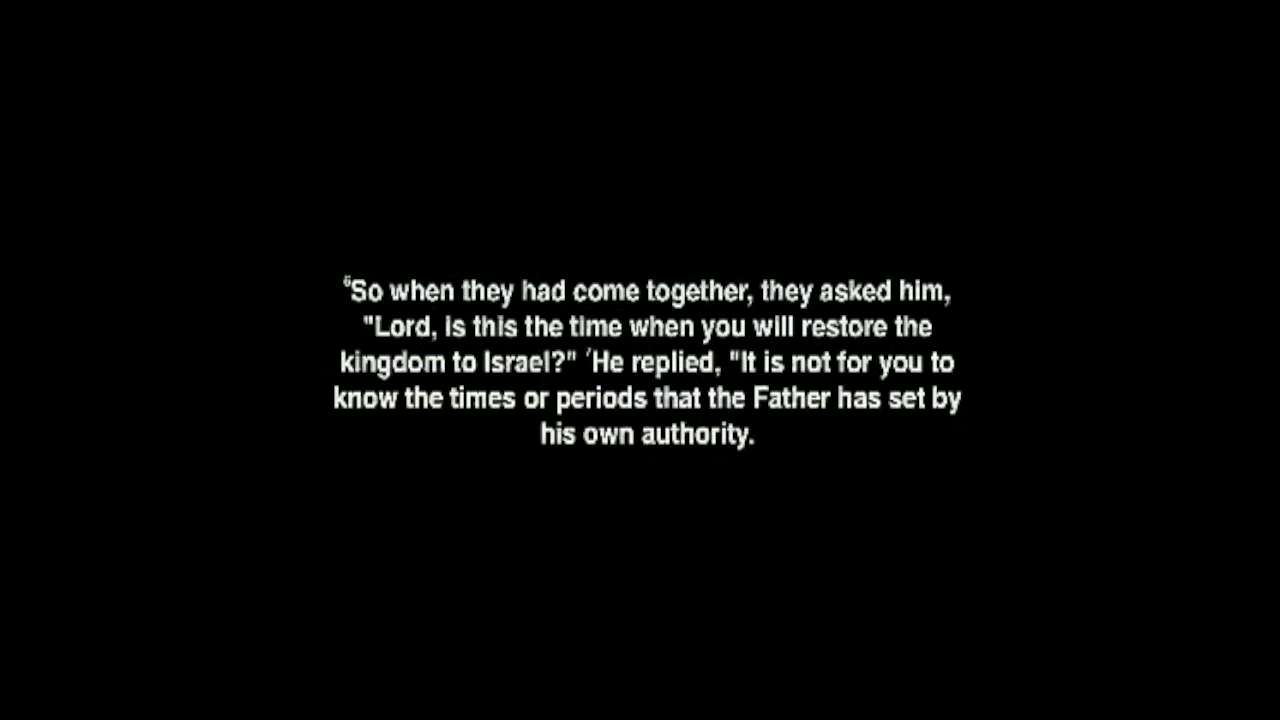 ⁶So when they had come together, they asked him,
"Lord, is this the time when you will restore the
kingdom to Israel?" ⁷He replied, "It is not for you to
know the times or periods that the Father has set by
his own authority.